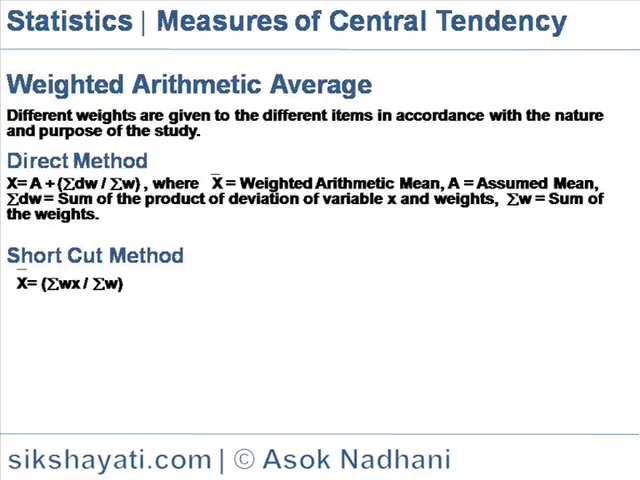 Statistics | Measures of Central Tendency
Weighted Arithmetic Average
Different weights are given to the different items in accordance with the nature
and purpose of the study.
Direct Method
X= A + (∑dw / ∑w) , where X̅ = Weighted Arithmetic Mean, A = Assumed Mean,
∑dw = Sum of the product of deviation of variable x and weights, ∑w = Sum of
the weights.
Short Cut Method
X̅= (∑wx / ∑w)
sikshayati.com | © Asok Nadhani